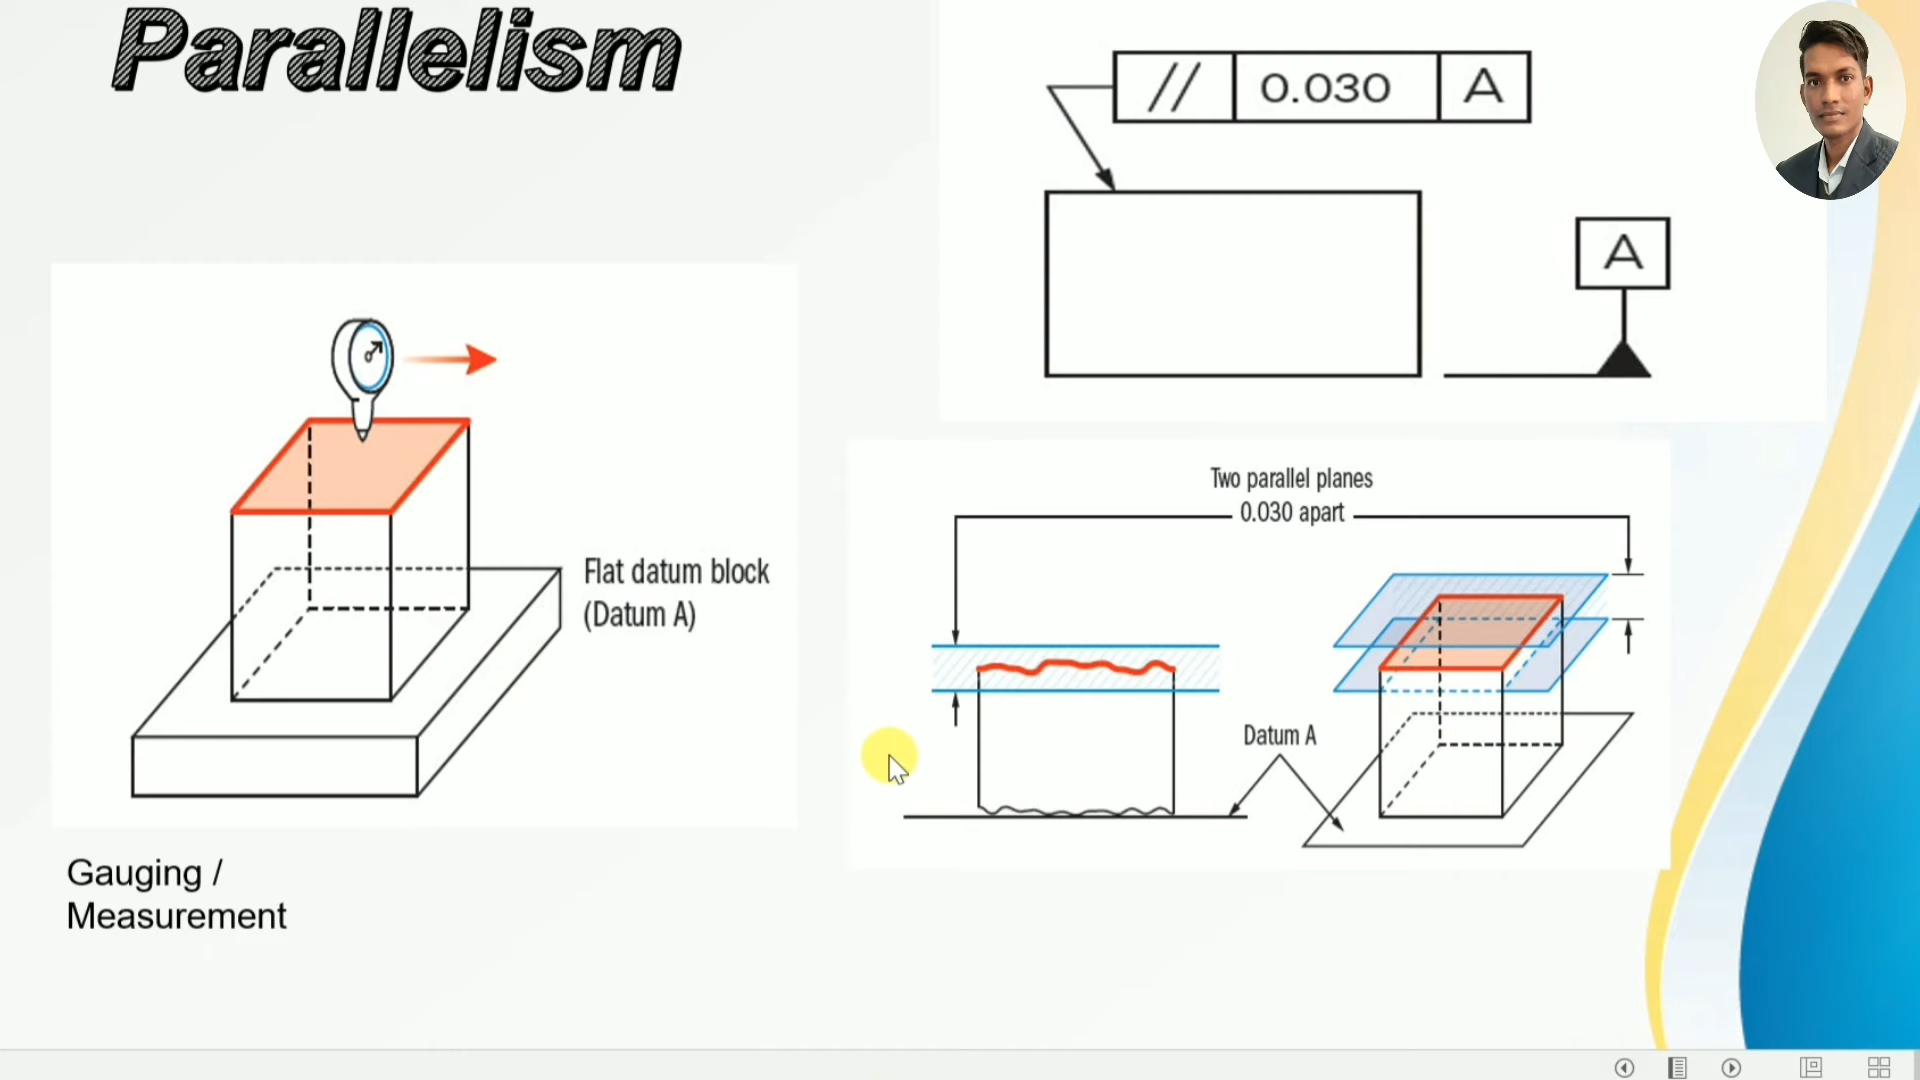 Parallelism
// 0.030 A
A
Flat datum block
(Datum A)
Two parallel planes
0.030 apart
Datum A
Gauging /
Measurement